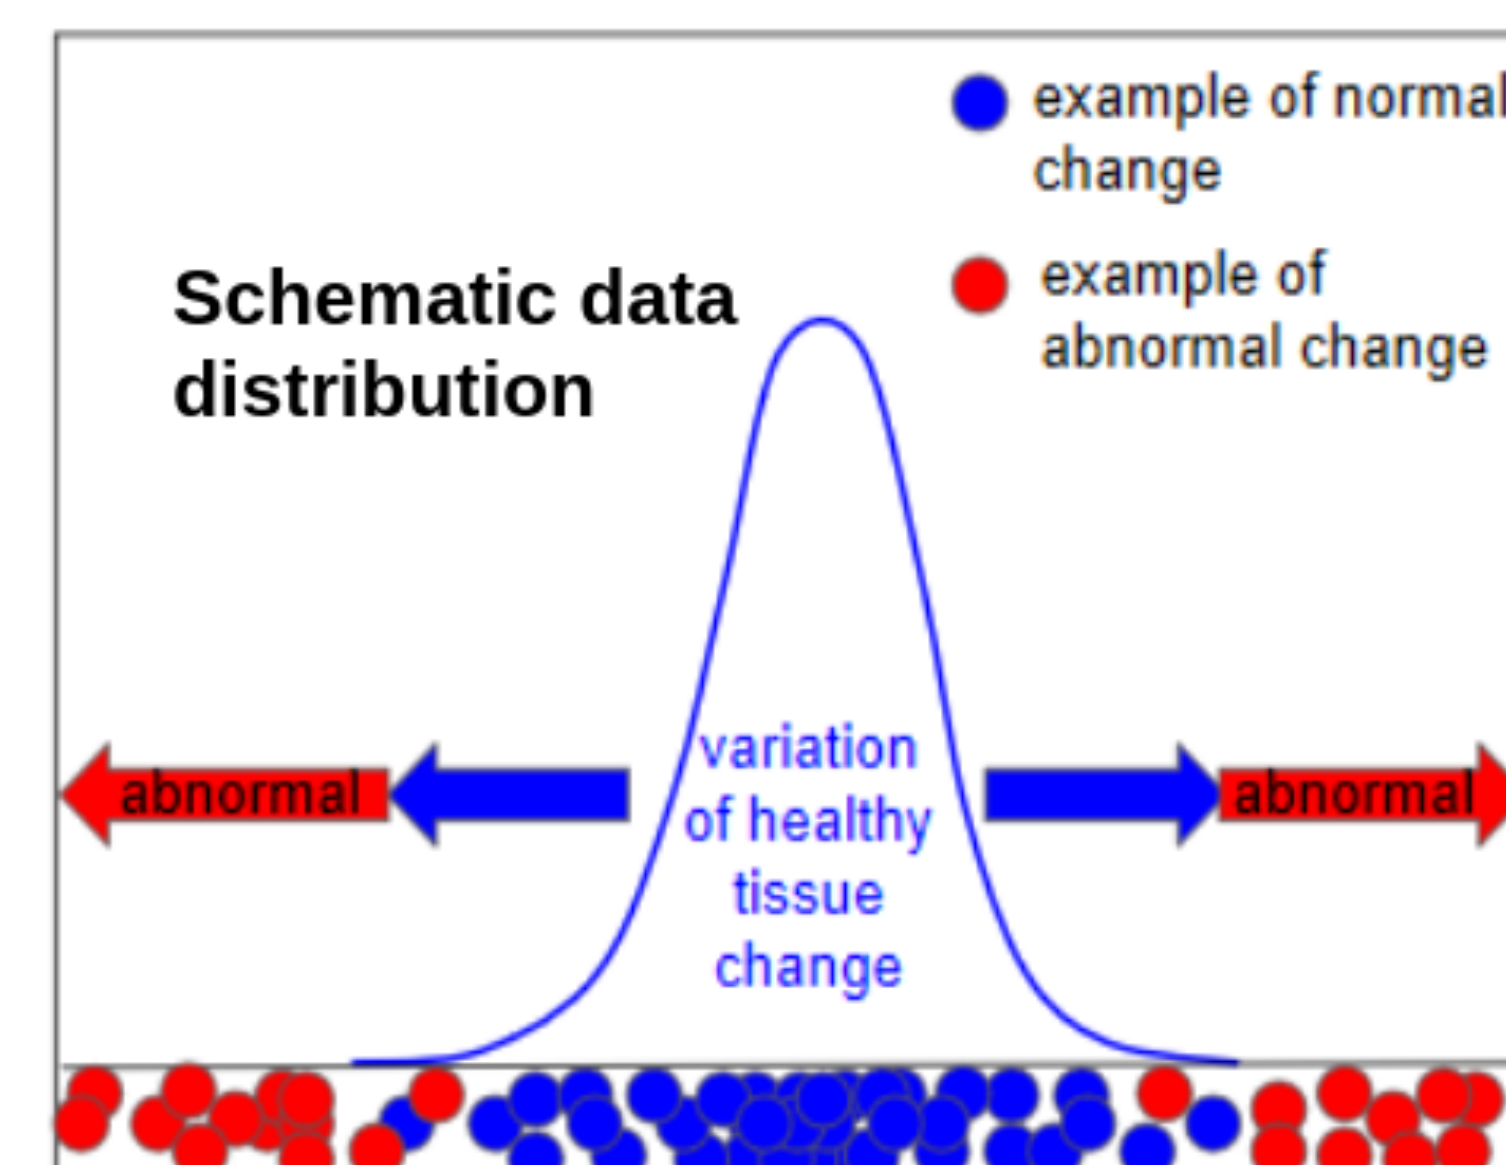 example of normal
change
example of
abnormal change
Schematic data
distribution
variation
of healthy
tissue
change
abnormal
abnormal